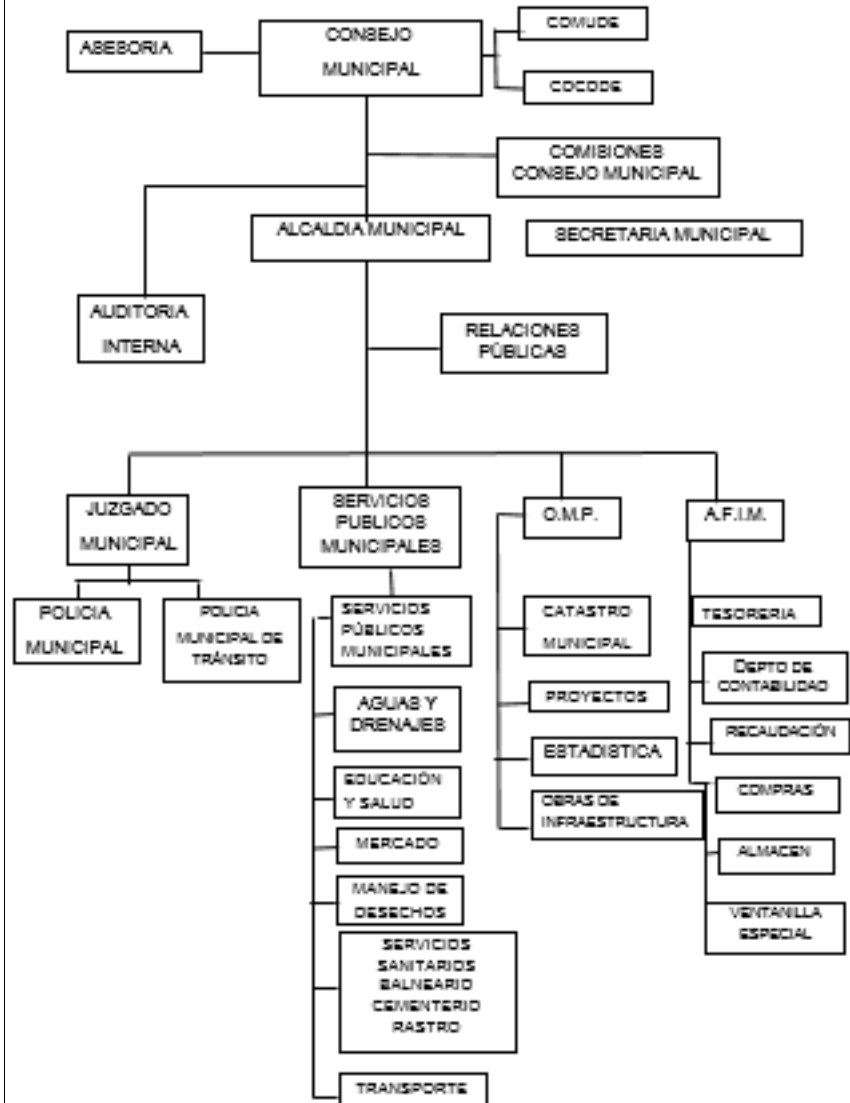 COMUDE
ASESORIA
CONSEJO
MUNICIPAL
COCODE
COMISIONES
CONSEJO MUNICIPAL
ALCALDIA MUNICIPAL
SECRETARIA MUNICIPAL
AUDITORIA
INTERNA
RELACIONES
PÚBLICAS
JUZGADO
MUNICIPAL
SERVICIOS
PUBLICOS
MUNICIPALES
O.M.P.
A.F.I.M.
POLICIA
MUNICIPAL
POLICIA
MUNICIPAL DE
TRÁNSITO
SERVICIOS
PÚBLICOS
MUNICIPALES
AGUAS Y
DRENAJES
EDUCACIÓN
Y SALUD
MERCADO
MANEJO DE
DESECHOS
SERVICIOS
SANITARIOS
BALNEARIO
CEMENTERIO
RASTRO
TRANSPORTE
CATASTRO
MUNICIPAL
PROYECTOS
ESTADISTICA
OBRAS DE
INFRAESTRUCTURA
TESORERIA
DEPTO DE
CONTABILIDAD
RECAUDACIÓN
COMPRAS
ALMACEN
VENTANILLA
ESPECIAL